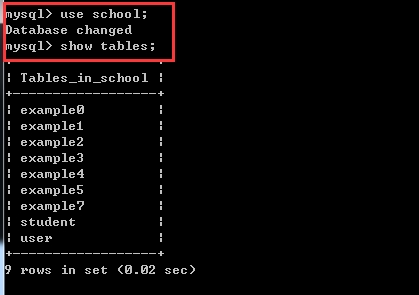 mysql> use school;
Database changed
mysql> show tables;
| Tables_in_school |
+------------------+
| example0 |
| example1 |
| example2 |
| example3 |
| example4 |
| example5 |
| example7 |
| student |
| user |
+------------------+
9 rows in set (0.02 sec)